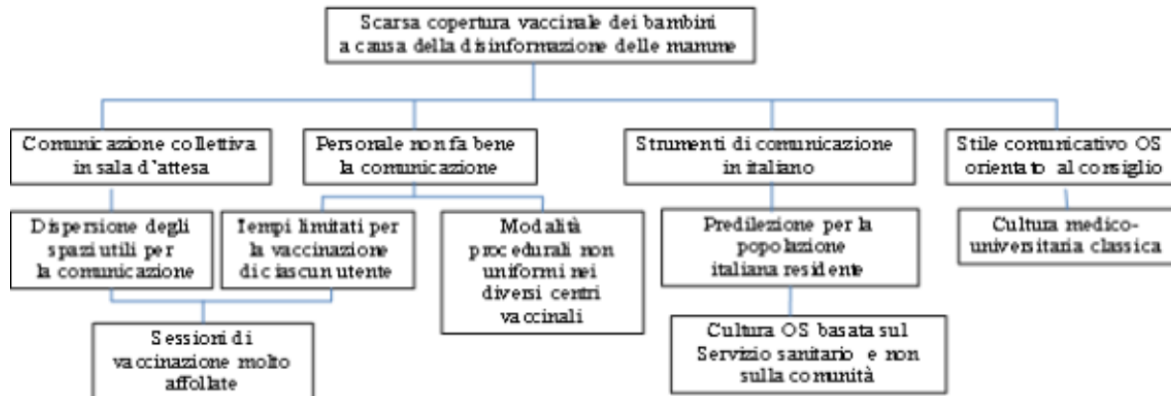 Scarsa copertura vaccinale dei bambini
a causa della disinformazione delle mamme
Comunicazione collettiva
in sala d'attesa
Personale non fa bene
la comunicazione
Strumenti di comunicazione
in italiano
Stile comunicativo OS
orientato al consiglio
Dispersione degli
spazi utili per
la comunicazione
Tempi limitati per
la vaccinazione
di ciascun utente
Modalità
procedurali non
uniformi nei
diversi centri
vaccinali
Predilezione per la
popolazione
italiana residente
Cultura medico-
universitaria classica
Sessioni di
vaccinazione molto
affollate
Cultura OS basata sul
Servizio sanitario e non
sulla comunità